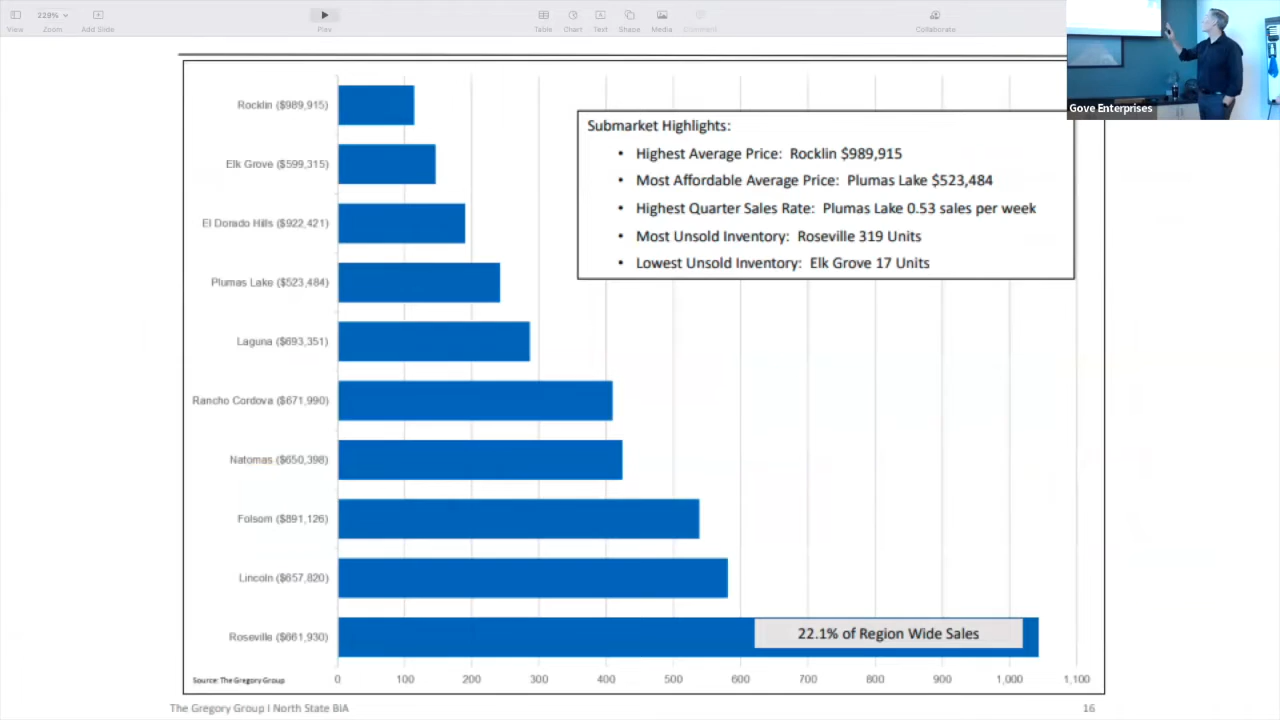 229%
View
Zoom
Add Slide
Play
Table
Chart
Text
Shape
Media
Comment
Collaborate
Gove Enterprises
Rocklin ($989,915)
Elk Grove ($599,315)
El Dorado Hills ($922,421)
Plumas Lake ($523,484)
Laguna ($693,351)
Rancho Cordova ($671,990)
Natomas ($650,398)
Folsom ($891,126)
Lincoln ($657,820)
Roseville ($661,930)
Submarket Highlights:
• Highest Average Price: Rocklin $989,915
• Most Affordable Average Price: Plumas Lake $523,484
• Highest Quarter Sales Rate: Plumas Lake 0.53 sales per week
• Most Unsold Inventory: Roseville 319 Units
• Lowest Unsold Inventory: Elk Grove 17 Units
22.1% of Region Wide Sales
0 100 200 300 400 500 600 700 800 900 1,000 1,100
Source: The Gregory Group
The Gregory Group I North State BIA
16